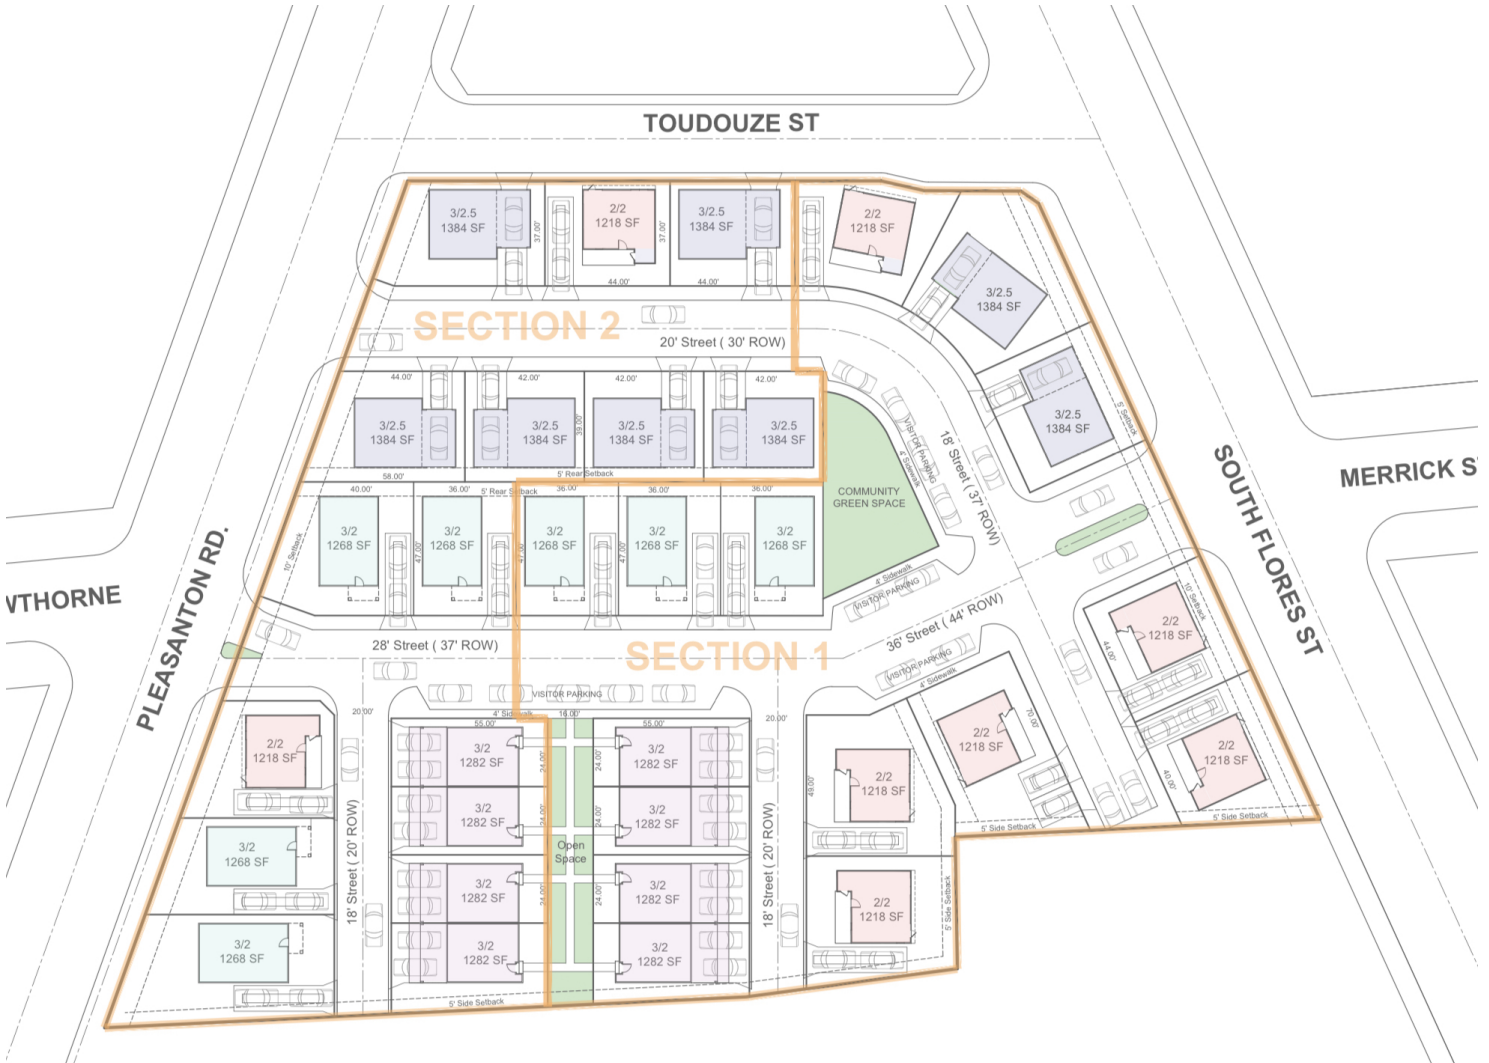 TOUDOUZE ST
3/2.5
1384 SF
37.00'
2/2
1218 SF
37.00'
44.00'
3/2.5
1384 SF
44.00'
2/2
1218 SF
3/2.5
1384 SF
SECTION 2
20' Street ( 30' ROW)
44.00'
42.00'
42.00'
42.00'
3/2.5
1384 SF
3/2.5
1384 SF
39.00'
3/2.5
1384 SF
3/2.5
1384 SF
3/2.5
1384 SF
5' Setback
58.00'
5' Rear Setback
VISITOR PARKING
4' Sidewalk
18' Street ( 37' ROW)
SOUTH FLORES ST
MERRICK S
40.00'
36.00'
5' Rear Setback
36.00'
36.00'
36.00'
COMMUNITY
GREEN SPACE
3/2
1268 SF
47.00'
3/2
1268 SF
47.00'
3/2
1268 SF
47.00'
3/2
1268 SF
3/2
1268 SF
10' Setback
PLEASANTON RD.
WTHORNE
4' Sidewalk
VISITOR PARKING
10' Setback
28' Street ( 37' ROW)
SECTION 1
36' Street ( 44' ROW)
VISITOR PARKING
4' Sidewalk
2/2
1218 SF
44.00'
VISITOR PARKING
20.00'
4' Sidewalk
16.00'
55.00'
55.00'
20.00'
70.00'
2/2
1218 SF
3/2
1282 SF
24.00'
24.00'
3/2
1282 SF
2/2
1218 SF
2/2
1218 SF
40.00'
49.00'
2/2
1218 SF
3/2
1282 SF
24.00'
24.00'
3/2
1282 SF
5' Side Setback
5' Side Setback
3/2
1268 SF
Open
Space
18' Street ( 20' ROW)
18' Street ( 20' ROW)
3/2
1282 SF
24.00'
24.00'
3/2
1282 SF
2/2
1218 SF
5' Side Setback
3/2
1268 SF
3/2
1282 SF
3/2
1282 SF
5' Side Setback